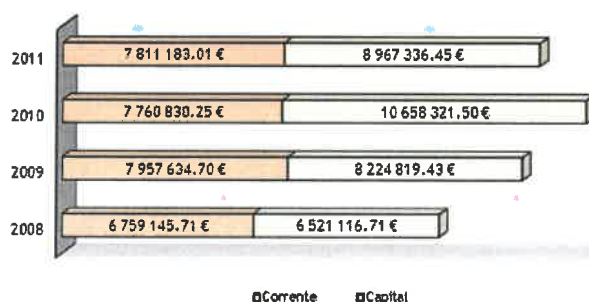 2011 7 811 183.01 € 8 967 336.45 €
2010 7 760 830.25 € 10 658 321.50 €
2009 7 957 634.70 € 8 224 819.43 €
2008 6 759 145.71 € 6 521 116.71 €
Corrente Capital